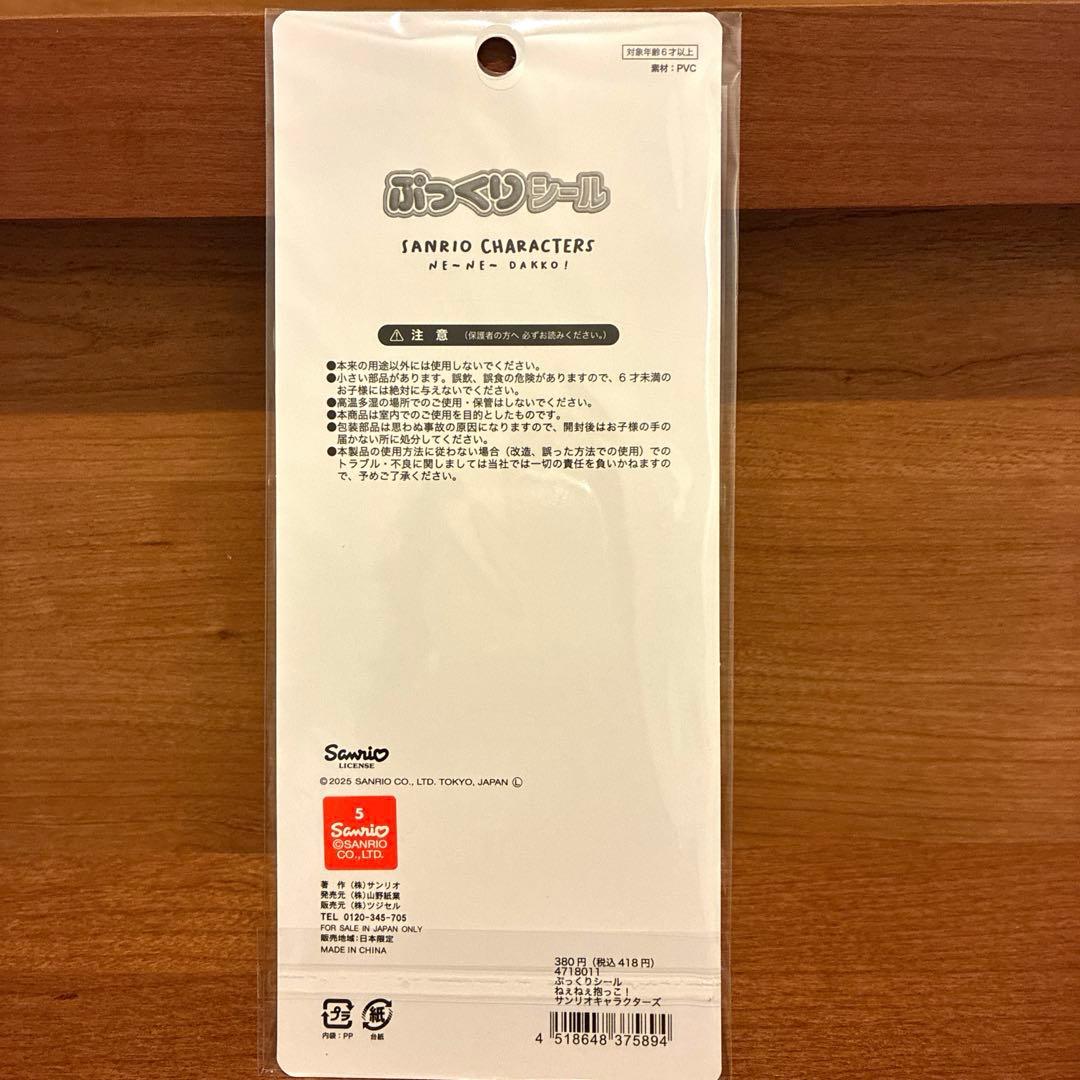 対象年齢6才以上
素材：PVC
ぷっくりシール
SANRIO CHARACTERS
NE~NE~ DAKKO!
⚠ 注 意 （保護者の方へ 必ずお読みください。）
●本来の用途以外には使用しないでください。
●小さい部品があります。誤飲、誤食の危険がありますので、6才未満の
お子様には絶対に与えないでください。
●高温多湿の場所でのご使用・保管はしないでください。
●本商品は室内でのご使用を目的としたものです。
●包装部品は思わぬ事故の原因になりますので、開封後はお子様の手の
届かない所に処分してください。
●本製品の使用方法に従わない場合（改造、誤った方法での使用）での
トラブル・不良に関しましては当社では一切の責任を負いかねますの
で、予めご了承ください。
Sanrio
LICENSE
©2025 SANRIO CO., LTD. TOKYO, JAPAN Ⓛ
5
Sanrio
©SANRIO
CO.,LTD.
著 作 (株)サンリオ
発売元 (株)山野紙業
販売元 (株)ツジセル
TEL 0120-345-705
FOR SALE IN JAPAN ONLY
販売地域:日本限定
MADE IN CHINA
プラ
内袋：PP
紙
台紙
380円（税込418円）
4718011
ぷっくりシール
ねぇねぇ抱っこ！
サンリオキャラクターズ
4 518648 375894